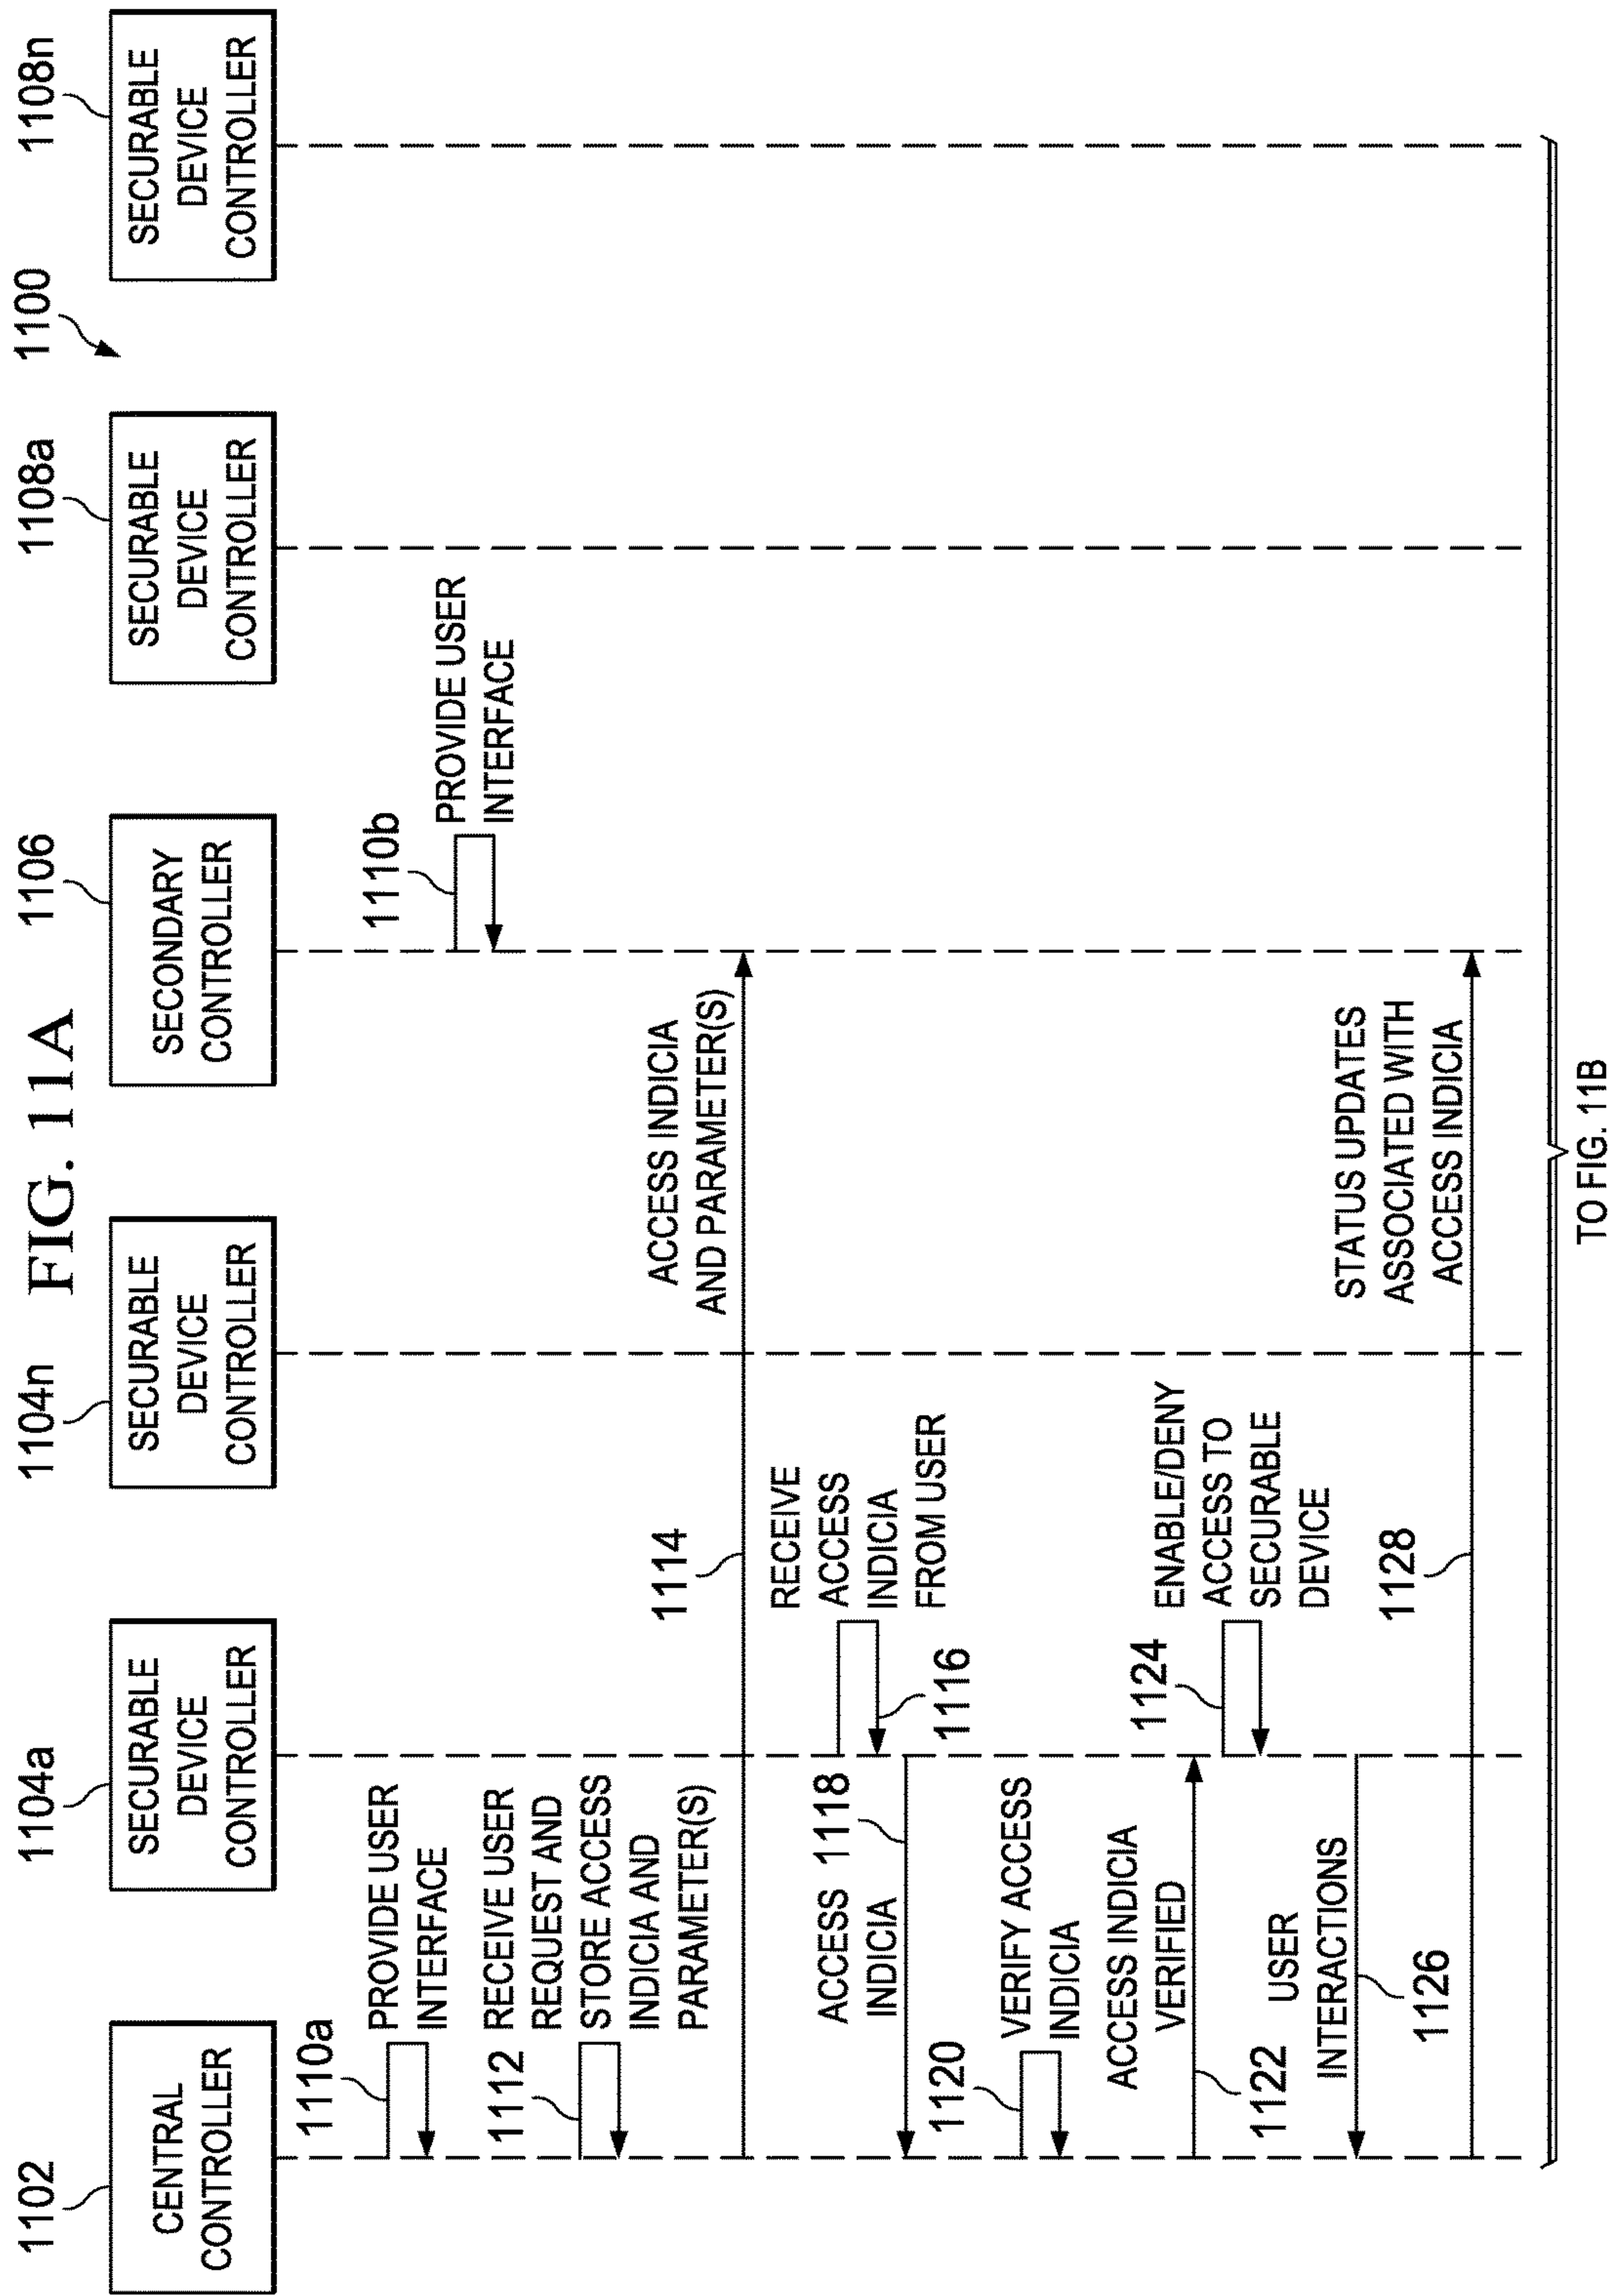 FIG. 11A
1100
1102
CENTRAL
CONTROLLER
1104a
SECURABLE
DEVICE
CONTROLLER
1104n
SECURABLE
DEVICE
CONTROLLER
1106
SECONDARY
CONTROLLER
1108a
SECURABLE
DEVICE
CONTROLLER
1108n
SECURABLE
DEVICE
CONTROLLER
1110a
PROVIDE USER
INTERFACE
1110b
PROVIDE USER
INTERFACE
1112
RECEIVE USER
REQUEST AND
STORE ACCESS
INDICIA AND
PARAMETER(S)
1114
ACCESS INDICIA
AND PARAMETER(S)
RECEIVE
ACCESS
INDICIA
FROM USER
1116
ACCESS 1118
INDICIA
1120
VERIFY ACCESS
INDICIA
ACCESS INDICIA
VERIFIED
1122
1124
ENABLE/DENY
ACCESS TO
SECURABLE
DEVICE
USER
INTERACTIONS
1126
1128
STATUS UPDATES
ASSOCIATED WITH
ACCESS INDICIA
TO FIG. 11B